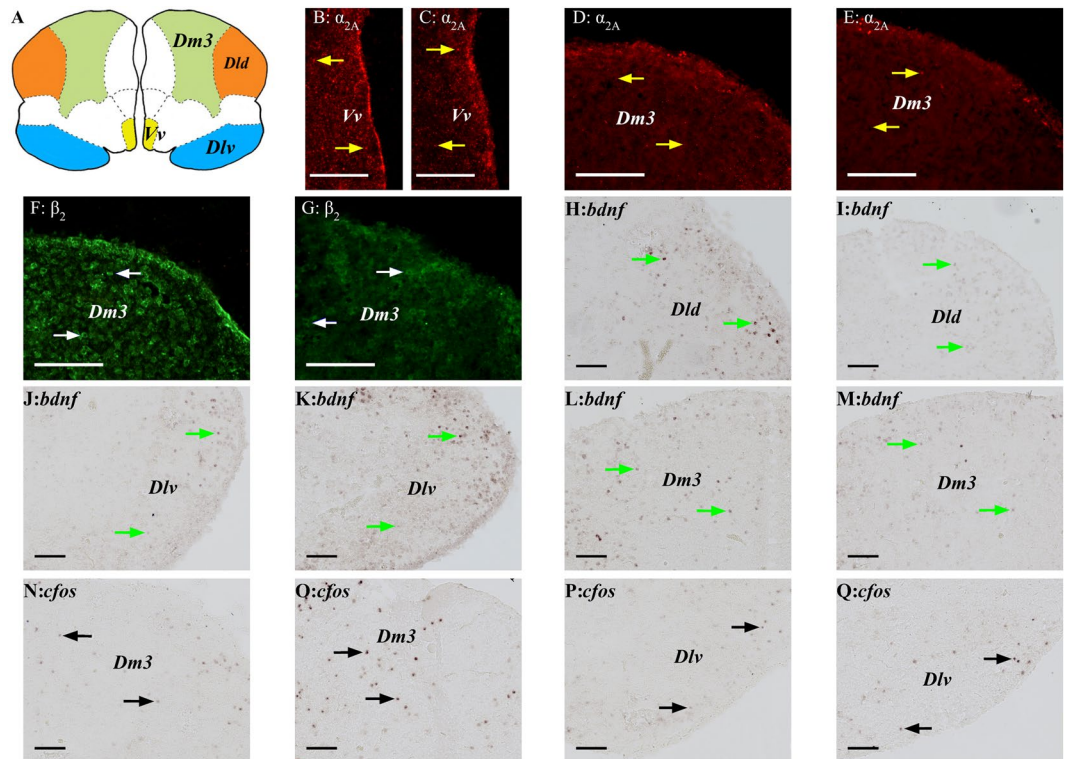 A
Dm3
Dld
Vv
Dlv
B: α2A
Vv
C: α2A
Vv
D: α2A
Dm3
E: α2A
Dm3
F: β2
Dm3
G: β2
Dm3
H:bdnf
Dld
I:bdnf
Dld
J:bdnf
Dlv
K:bdnf
Dlv
L:bdnf
Dm3
M:bdnf
Dm3
N:cfos
Dm3
O:cfos
Dm3
P:cfos
Dlv
Q:cfos
Dlv